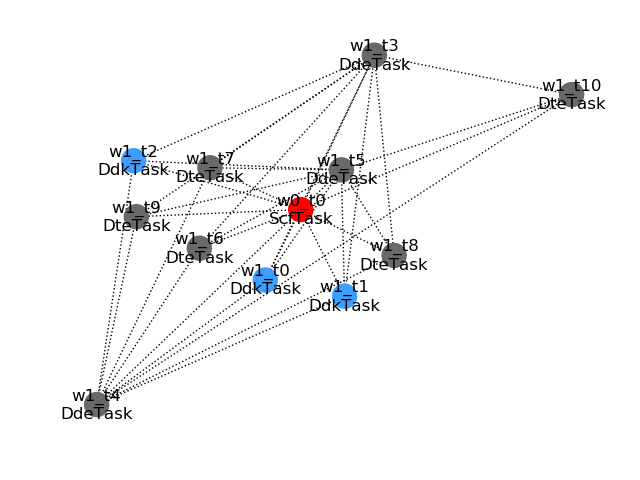 w1_t3
=
DdeTask
w1_t10
=
DteTask
w1_t2
=
DdkTask
w1_t7
=
DteTask
w1_t5
=
DdeTask
w1_t9
=
DteTask
w0_t0
=
SclTask
w1_t6
=
DteTask
w1_t8
=
DteTask
w1_t0
=
DdkTask
w1_t1
=
DdkTask
w1_t4
=
DdeTask